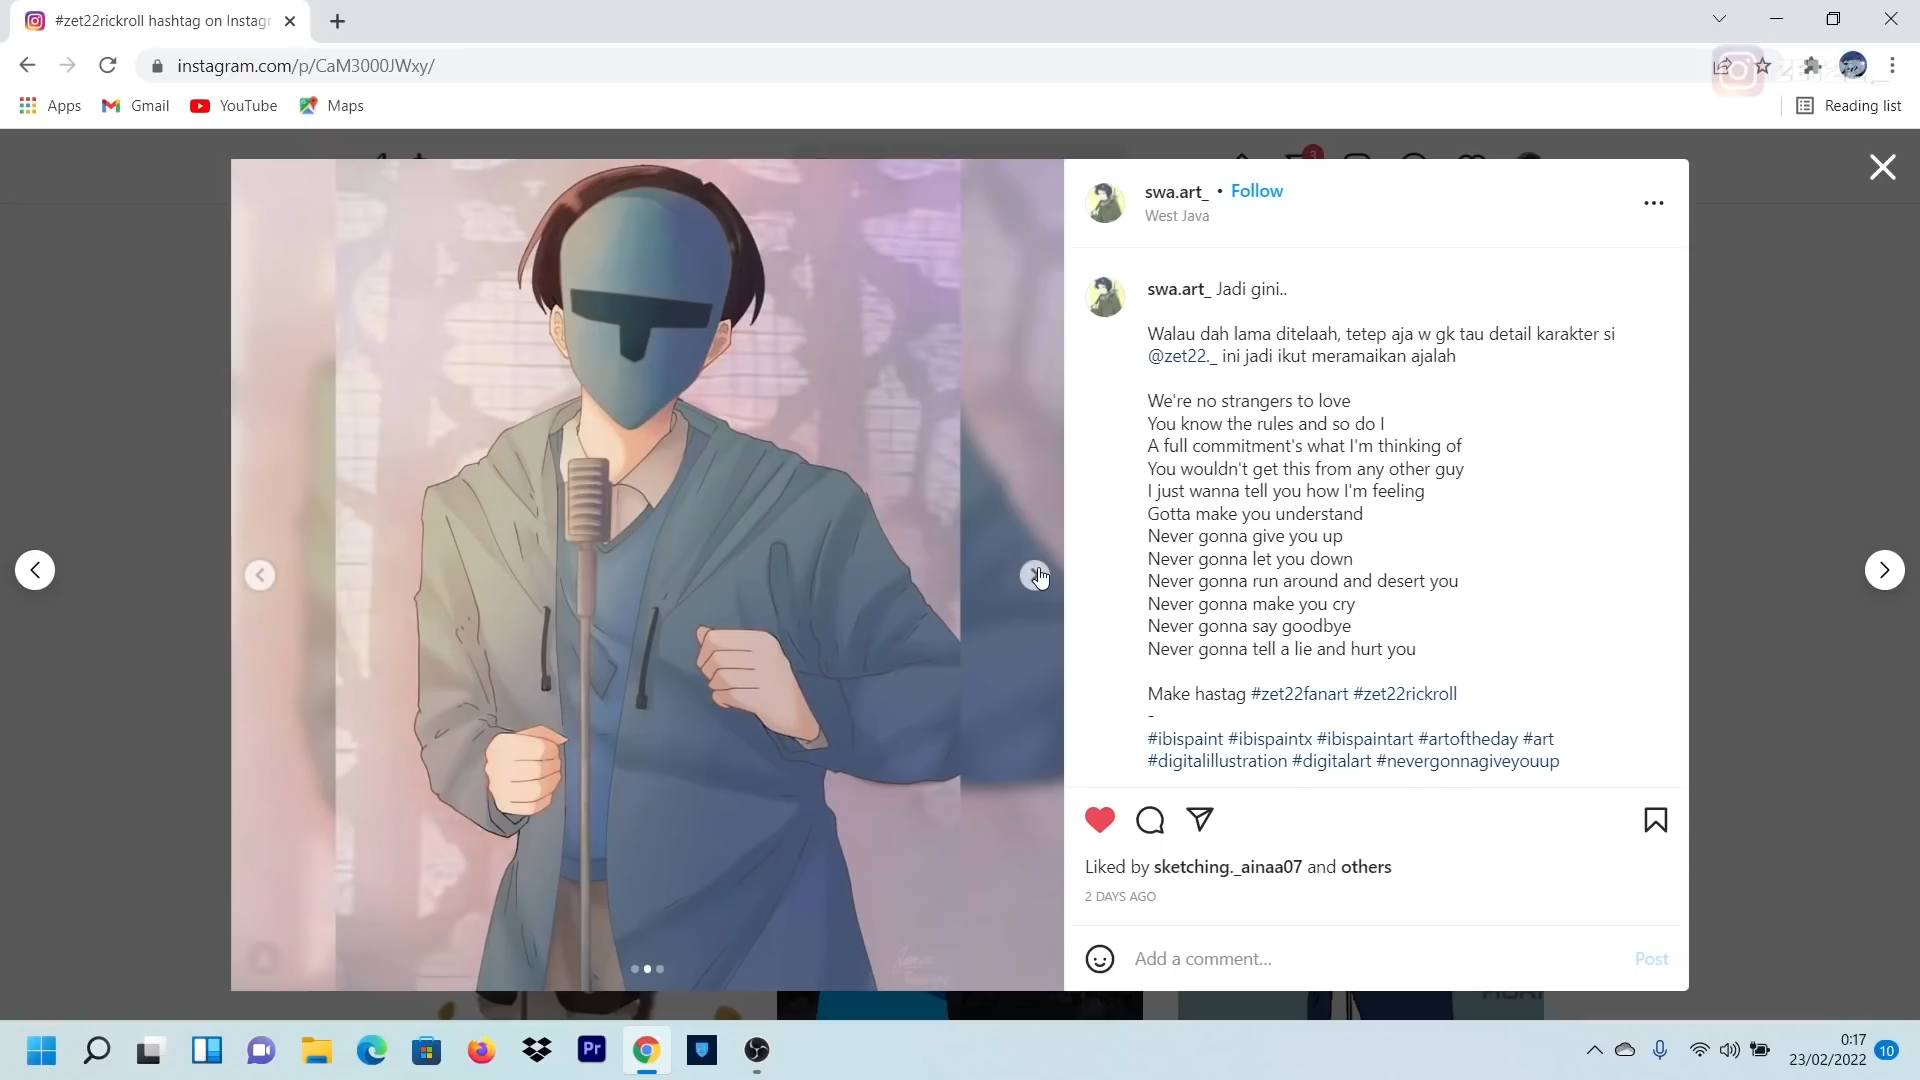 #zet22rickroll hashtag on Instagr
instagram.com/p/CaM3000JWxy/
Apps
Gmail
YouTube
Maps
Reading list
3
swa.art_ • Follow
West Java
swa.art_ Jadi gini..
Walau dah lama ditelaah, tetep aja w gk tau detail karakter si
@zet22._ ini jadi ikut meramaikan ajalah
We're no strangers to love
You know the rules and so do I
A full commitment's what I'm thinking of
You wouldn't get this from any other guy
I just wanna tell you how I'm feeling
Gotta make you understand
Never gonna give you up
Never gonna let you down
Never gonna run around and desert you
Never gonna make you cry
Never gonna say goodbye
Never gonna tell a lie and hurt you
Make hastag #zet22fanart #zet22rickroll
-
#ibispaint #ibispaintx #ibispaintart #artoftheday #art
#digitalillustration #digitalart #nevergonnagiveyouup
Liked by sketching._ainaa07 and others
2 DAYS AGO
Add a comment...
Post
Pr
0:17
23/02/2022
10